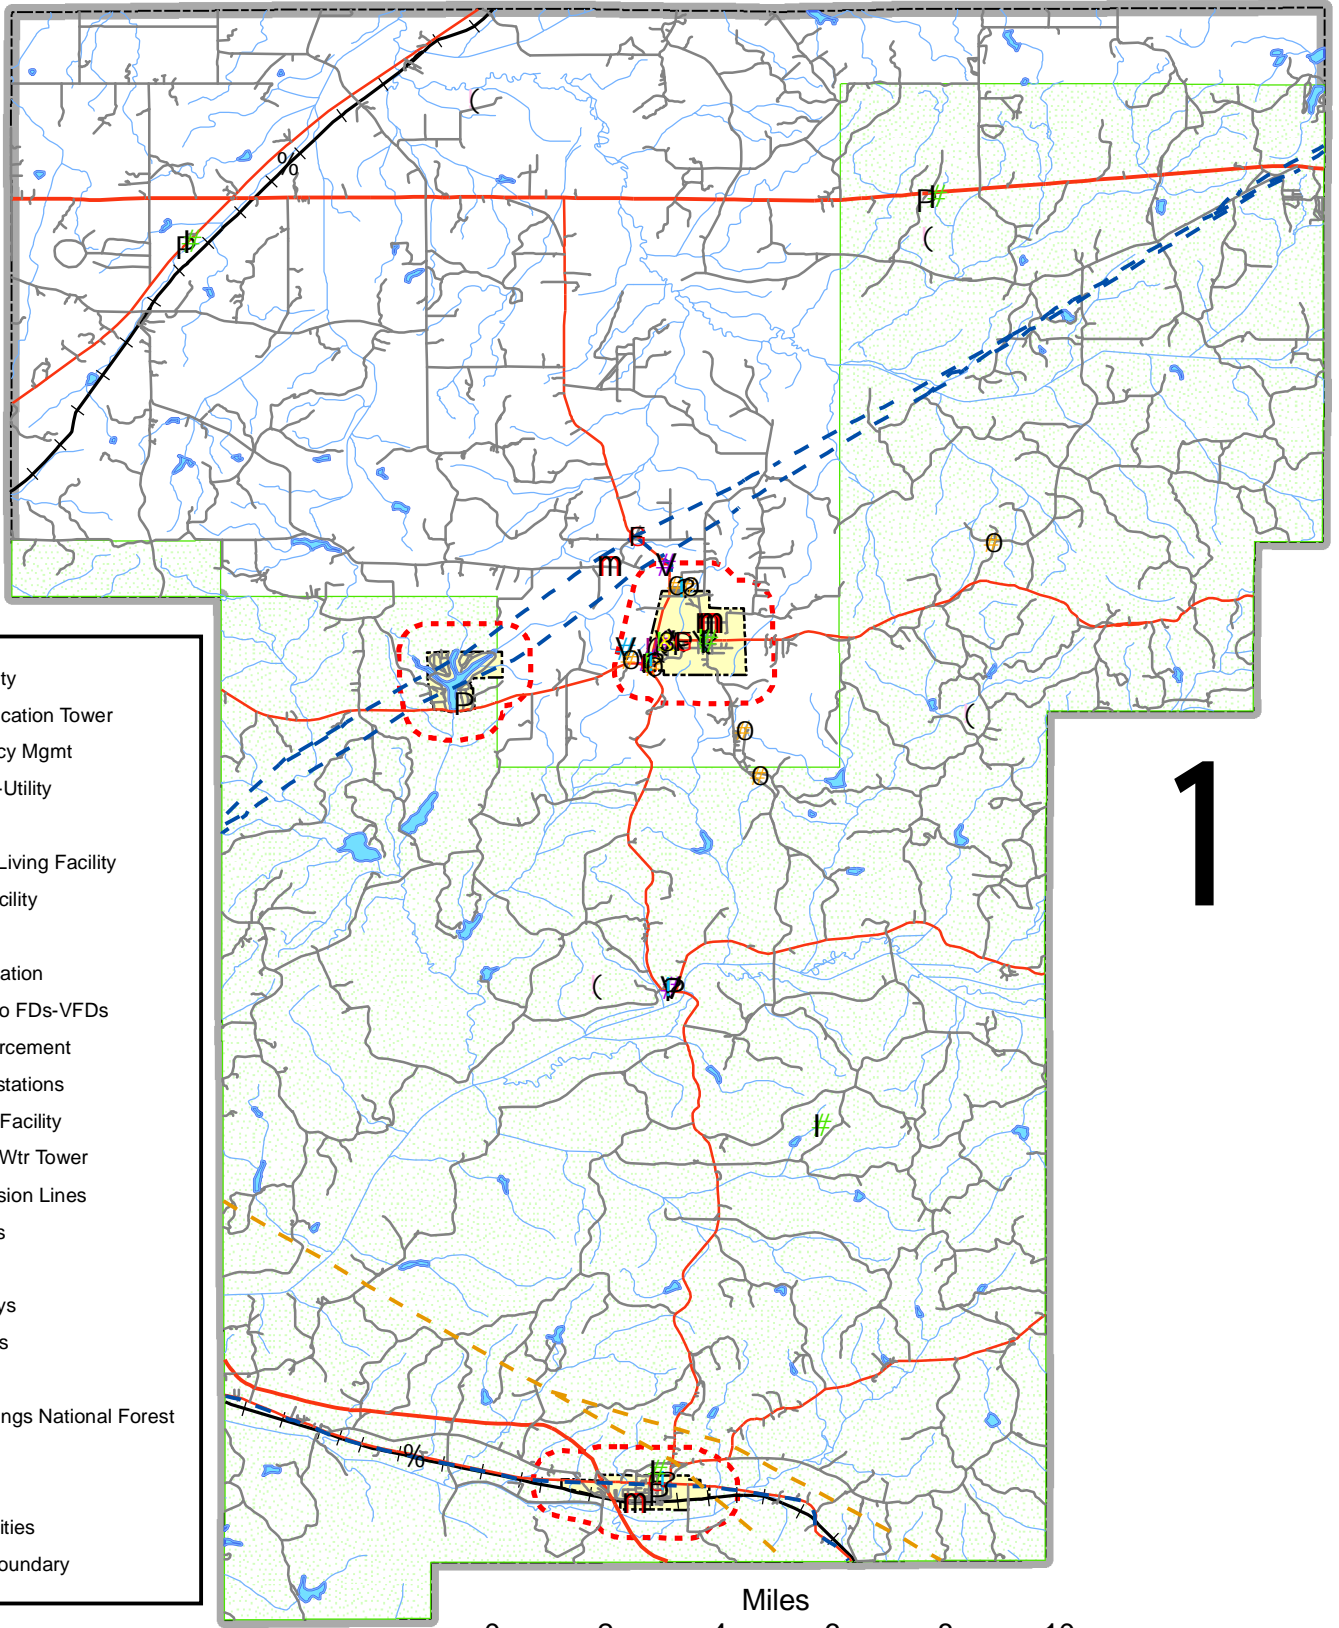 ty
cation Tower
cy Mgmt
-Utility
Living Facility
cility
ation
o FDs-VFDs
rcement
stations
Facility
Wtr Tower
sion Lines
s
ys
s
ngs National Forest
ities
oundary
1
Miles